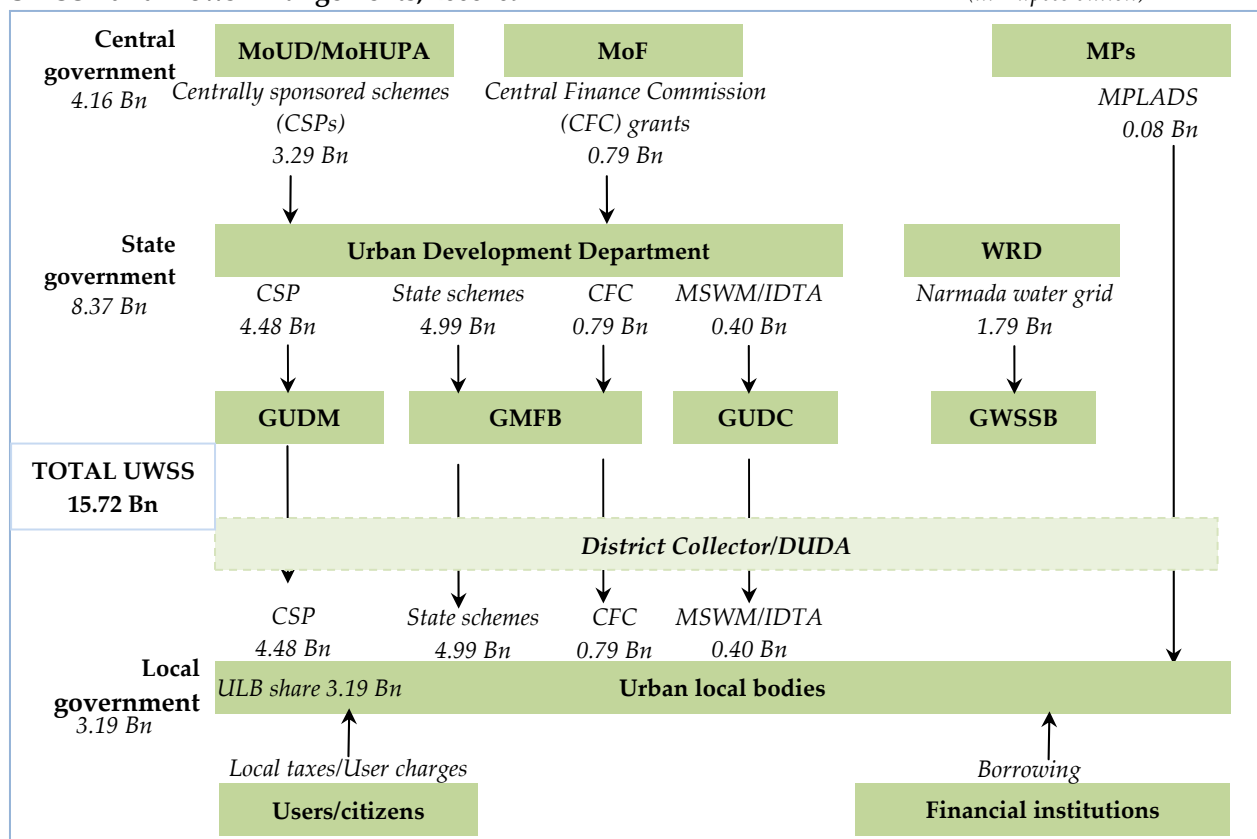 Central
government
4.16 Bn
MoUD/MoHUPA
MoF
MPs
Centrally sponsored schemes
(CSPs)
3.29 Bn
Central Finance Commission
(CFC) grants
0.79 Bn
MPLADS
0.08 Bn
State
government
8.37 Bn
Urban Development Department
WRD
CSP
4.48 Bn
State schemes
4.99 Bn
CFC
0.79 Bn
MSWM/IDTA
0.40 Bn
Narmada water grid
1.79 Bn
GUDM
GMFB
GUDC
GWSSB
TOTAL UWSS
15.72 Bn
District Collector/DUDA
CSP
4.48 Bn
State schemes
4.99 Bn
CFC
0.79 Bn
MSWM/IDTA
0.40 Bn
Local
government
3.19 Bn
ULB share 3.19 Bn
Urban local bodies
Local taxes/User charges
Borrowing
Users/citizens
Financial institutions